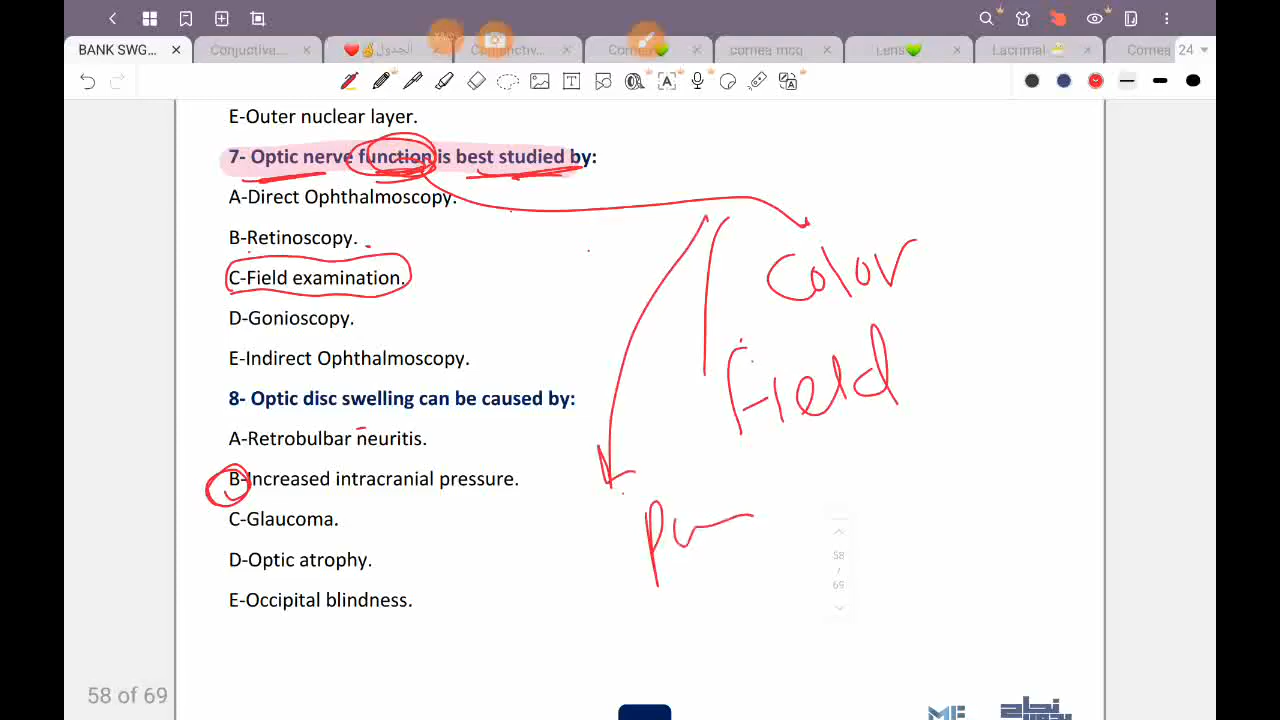 BANK SWG...
Conjuctive...
الجدول
Cornea
cornea mcq
Lens
Lacrimal
Cornea
24
E-Outer nuclear layer.
7- Optic nerve function is best studied by:
A-Direct Ophthalmoscopy.
B-Retinoscopy.
C-Field examination.
D-Gonioscopy.
E-Indirect Ophthalmoscopy.
8- Optic disc swelling can be caused by:
A-Retrobulbar neuritis.
B-Increased intracranial pressure.
C-Glaucoma.
D-Optic atrophy.
E-Occipital blindness.
Color
Field
58
/
69
58 of 69